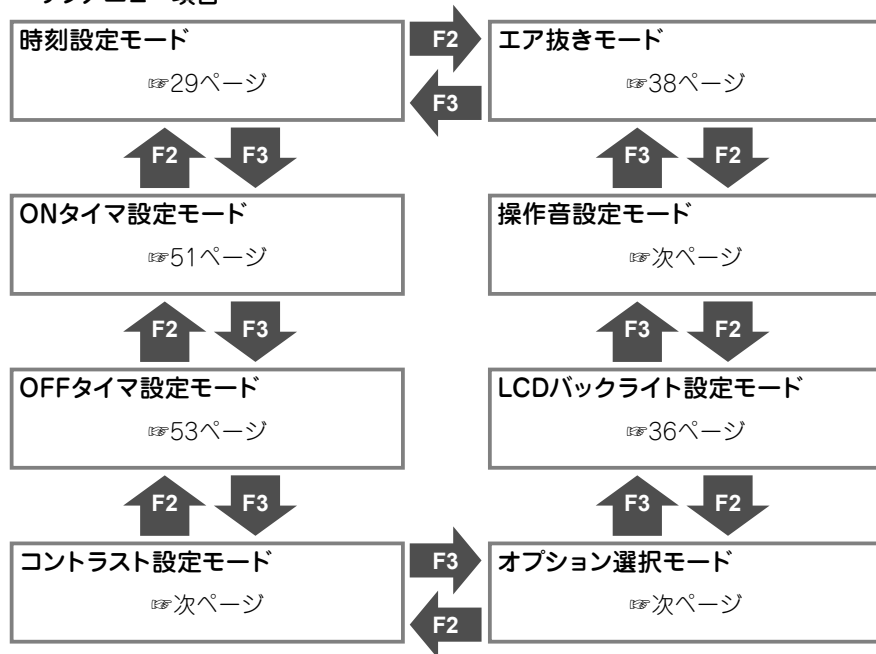 時刻設定モード
☞29ページ
F2
F3
エア抜きモード
☞38ページ
F2
F3
F3
F2
ONタイマ設定モード
☞51ページ
操作音設定モード
☞次ページ
F2
F3
F3
F2
OFFタイマ設定モード
☞53ページ
LCDバックライト設定モード
☞36ページ
F2
F3
F3
F2
コントラスト設定モード
☞次ページ
F3
F2
オプション選択モード
☞次ページ